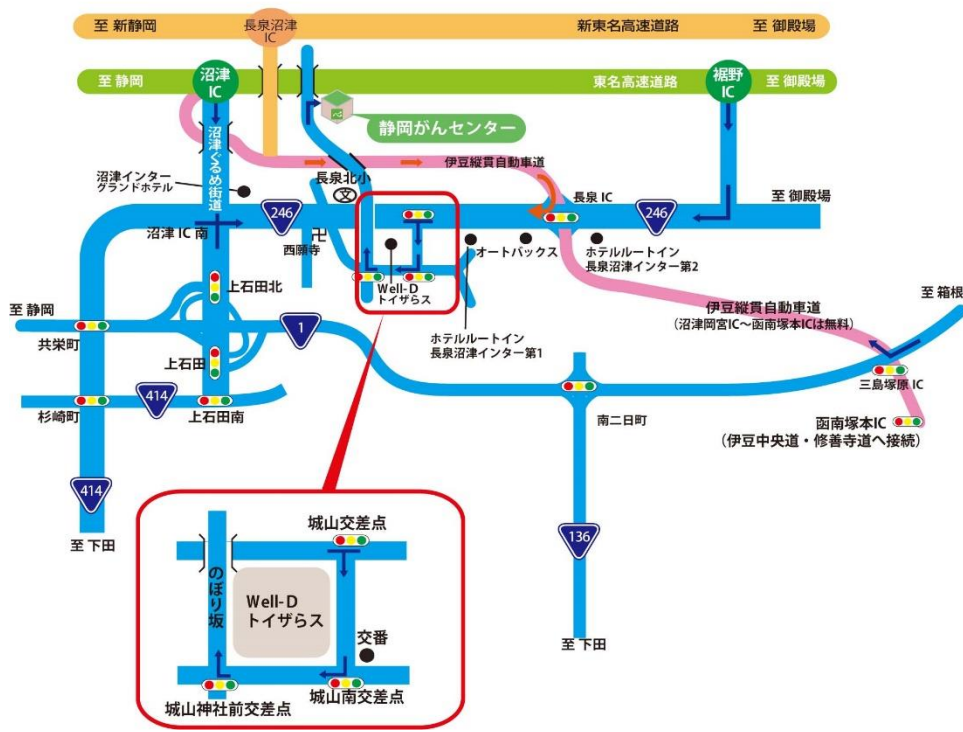 至 新静岡
長泉沼津
IC
新東名高速道路
至 御殿場
至 静岡
沼津
IC
東名高速道路
裾野
IC
至 御殿場
静岡がんセンター
沼津ぐるめ街道
沼津インター
グランドホテル
長泉北小
伊豆縦貫自動車道
長泉 IC
至 御殿場
246
246
沼津 IC 南
西願寺
Well-D
トイザらス
オートバックス
ホテルルートイン
長泉沼津インター第2
上石田北
至 静岡
共栄町
1
ホテルルートイン
長泉沼津インター第1
伊豆縦貫自動車道
（沼津岡宮IC～函南塚本ICは無料）
至 箱根
上石田
三島塚原 IC
414
杉崎町
上石田南
南二日町
函南塚本IC
（伊豆中央道・修善寺道へ接続）
414
至 下田
136
至 下田
城山交差点
のぼり坂
Well-D
トイザらス
交番
城山神社前交差点
城山南交差点